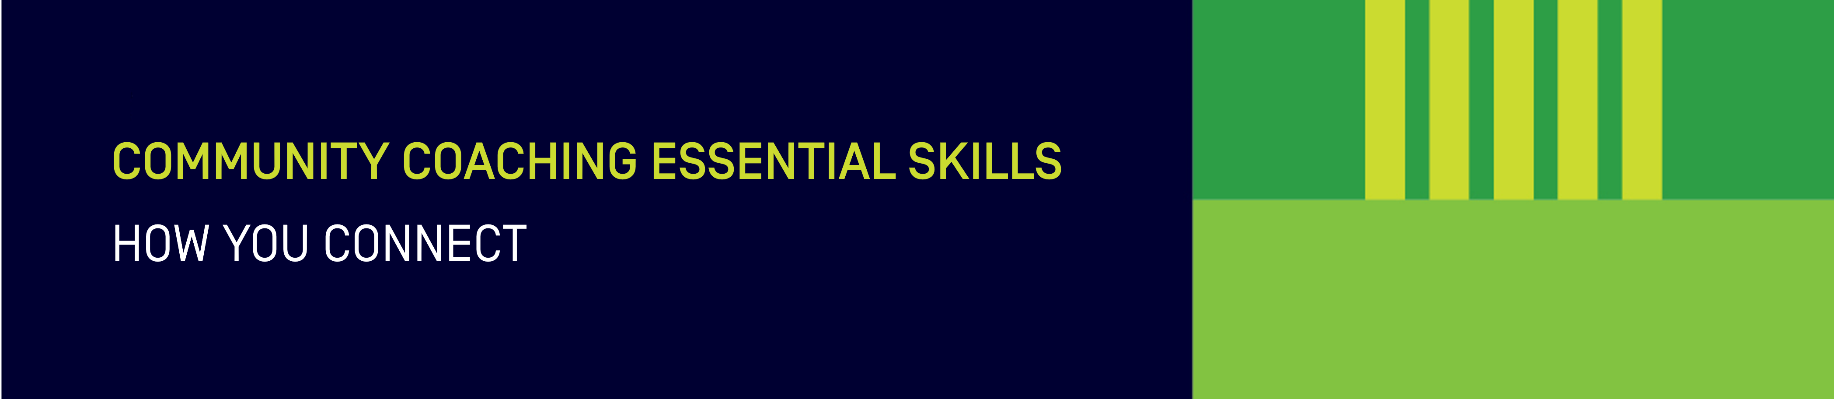 COMMUNITY COACHING ESSENTIAL SKILLS
HOW YOU CONNECT